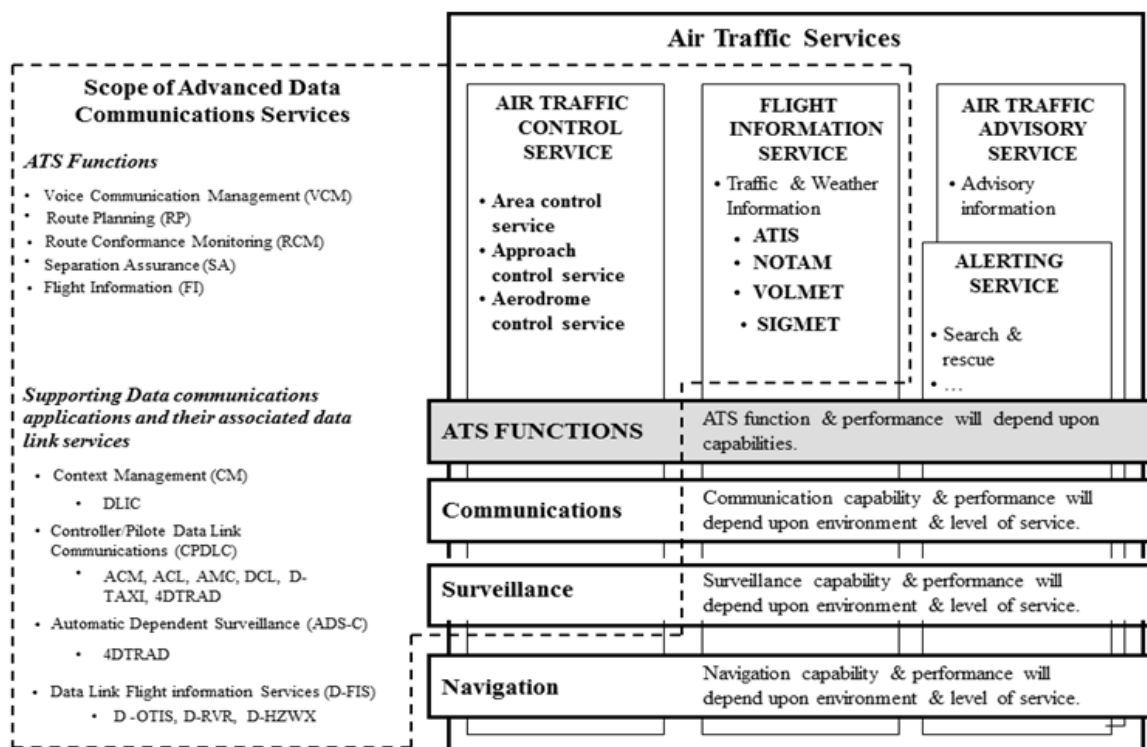 Air Traffic Services
Scope of Advanced Data
Communications Services
ATS Functions
• Voice Communication Management (VCM)
• Route Planning (RP)
• Route Conformance Monitoring (RCM)
• Separation Assurance (SA)
• Flight Information (FI)
Supporting Data communications
applications and their associated data
link services
• Context Management (CM)
• DLIC
• Controller/Pilote Data Link
Communications (CPDLC)
• ACM, ACL, AMC, DCL, D-
TAXI, 4DTRAD
• Automatic Dependent Surveillance (ADS-C)
• 4DTRAD
• Data Link Flight information Services (D-FIS)
• D -OTIS, D-RVR, D-HZWX
AIR TRAFFIC
CONTROL
SERVICE
• Area control
service
• Approach
control service
• Aerodrome
control service
FLIGHT
INFORMATION
SERVICE
• Traffic & Weather
Information
• ATIS
• NOTAM
• VOLMET
• SIGMET
AIR TRAFFIC
ADVISORY
SERVICE
• Advisory
information
ALERTING
SERVICE
• Search &
rescue
• …
ATS FUNCTIONS
ATS function & performance will depend upon
capabilities.
Communications
Communication capability & performance will
depend upon environment & level of service.
Surveillance
Surveillance capability & performance will
depend upon environment & level of service.
Navigation
Navigation capability & performance will
depend upon environment & level of service.